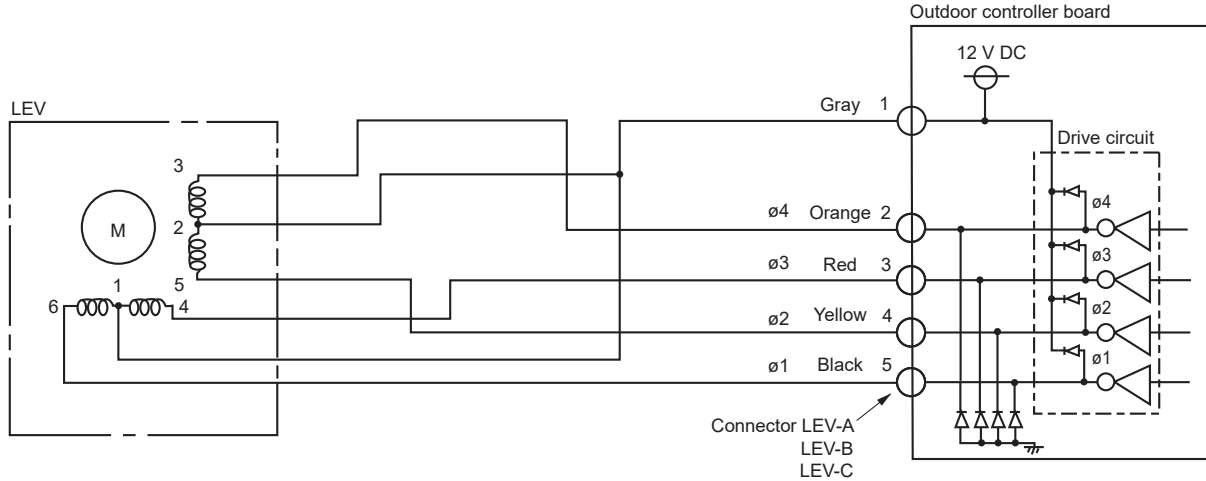 Outdoor controller board
12 V DC
LEV
Gray 1
Drive circuit
3
ø4
M
2
ø4 Orange 2
ø3
5
ø3 Red 3
ø2
1
6
4
ø2 Yellow 4
ø1
ø1 Black 5
Connector LEV-A
LEV-B
LEV-C